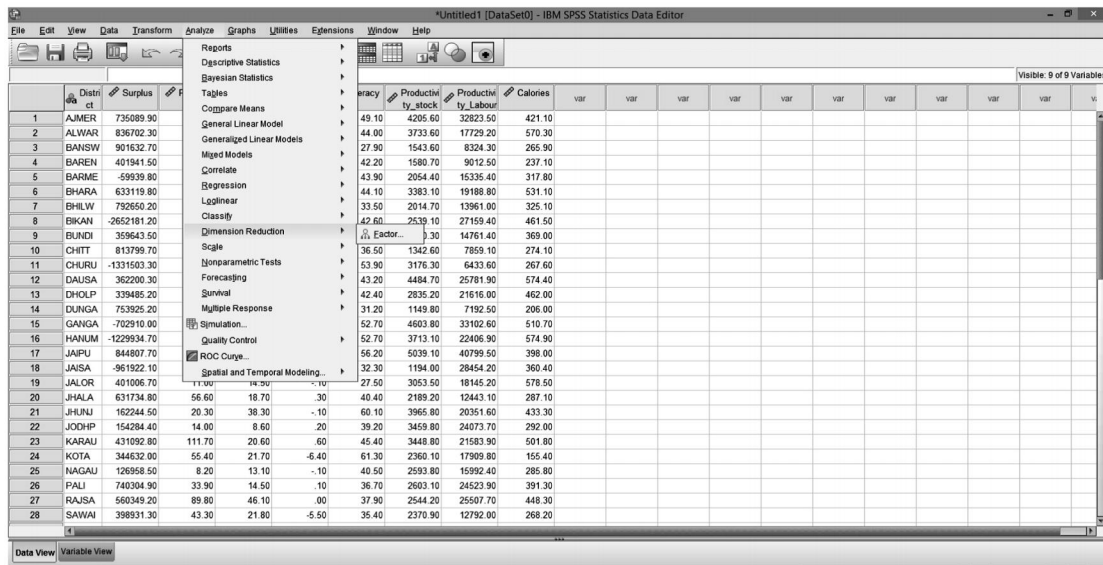 *Untitled1 [DataSet0] - IBM SPSS Statistics Data Editor
File Edit View Data Transform Analyze Graphs Utilities Extensions Window Help
Visible: 9 of 9 Variable
Reports
Descriptive Statistics
Bayesian Statistics
Tables
Compare Means
General Linear Model
Generalized Linear Models
Mixed Models
Correlate
Regression
Loglinear
Classify
Dimension Reduction
Scale
Nonparametric Tests
Forecasting
Survival
Multiple Response
Simulation...
Quality Control
ROC Curve...
Spatial and Temporal Modeling...
Factor...
Distri ct Surplus F eracy Productivi ty_stock Productivi ty_Labour Calories var var var var var var var v
1 AJMER 735089.90 49.10 4205.60 32823.50 421.10
2 ALWAR 836702.30 44.00 3733.60 17729.20 570.30
3 BANSW 901632.70 27.90 1543.60 8324.30 265.90
4 BAREN 401941.50 42.20 1580.70 9012.50 237.10
5 BARME -59939.80 43.90 2054.40 15335.40 317.80
6 BHARA 633119.80 44.10 3383.10 19188.80 531.10
7 BHILW 792650.20 33.50 2014.70 13961.00 325.10
8 BIKAN -2652181.20 42.60 2539.10 27159.40 461.50
9 BUNDI 359643.50 0.30 14761.40 369.00
10 CHITT 813799.70 36.50 1342.60 7859.10 274.10
11 CHURU -1331503.30 53.90 3176.30 6433.60 267.60
12 DAUSA 362200.30 43.20 4484.70 25781.90 574.40
13 DHOLP 339485.20 42.40 2835.20 21616.00 462.00
14 DUNGA 753925.20 31.20 1149.80 7192.50 206.00
15 GANGA -702910.00 52.70 4603.80 33102.60 510.70
16 HANUM -1229934.70 52.70 3713.10 22406.90 574.90
17 JAIPU 844807.70 56.20 5039.10 40799.50 398.00
18 JAISA -961922.10 32.30 1194.00 28454.20 360.40
19 JALOR 401006.70 11.00 14.50 -.10 27.50 3053.50 18145.20 578.50
20 JHALA 631734.80 56.60 18.70 .30 40.40 2189.20 12443.10 287.10
21 JHUNJ 162244.50 20.30 38.30 -.10 60.10 3965.80 20351.60 433.30
22 JODHP 154284.40 14.00 8.60 .20 39.20 3459.80 24073.70 292.00
23 KARAU 431092.80 111.70 20.60 .60 45.40 3448.80 21583.90 501.80
24 KOTA 344632.00 55.40 21.70 -6.40 61.30 2360.10 17909.80 155.40
25 NAGAU 126958.50 8.20 13.10 -.10 40.50 2593.80 15992.40 285.80
26 PALI 740304.90 33.90 14.50 .10 36.70 2603.10 24523.90 391.30
27 RAJSA 560349.20 89.80 46.10 .00 37.90 2544.20 25507.70 448.30
28 SAWAI 398931.30 43.30 21.80 -5.50 35.40 2370.90 12792.00 268.20
Data View Variable View